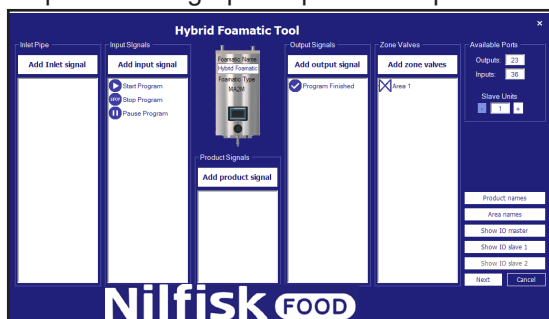 Hybrid Foamatic Tool
×
Inlet Pipe
Add Inlet signal
Input Signals
Add input signal
Start Program
STOP Stop Program
Pause Program
Foamatic Name
Hybrid Foamatic
Foamatic Type
MA2M
Product Signals
Add product signal
Output Signals
Add output signal
Program Finished
Zone Valves
Add zone valves
Area 1
Available Ports
Outputs: 23
Inputs: 36
Slave Units
- 1 +
Product names
Area names
Show IO master
Show IO slave 1
Show IO slave 2
Next Cancel
Nilfisk FOOD